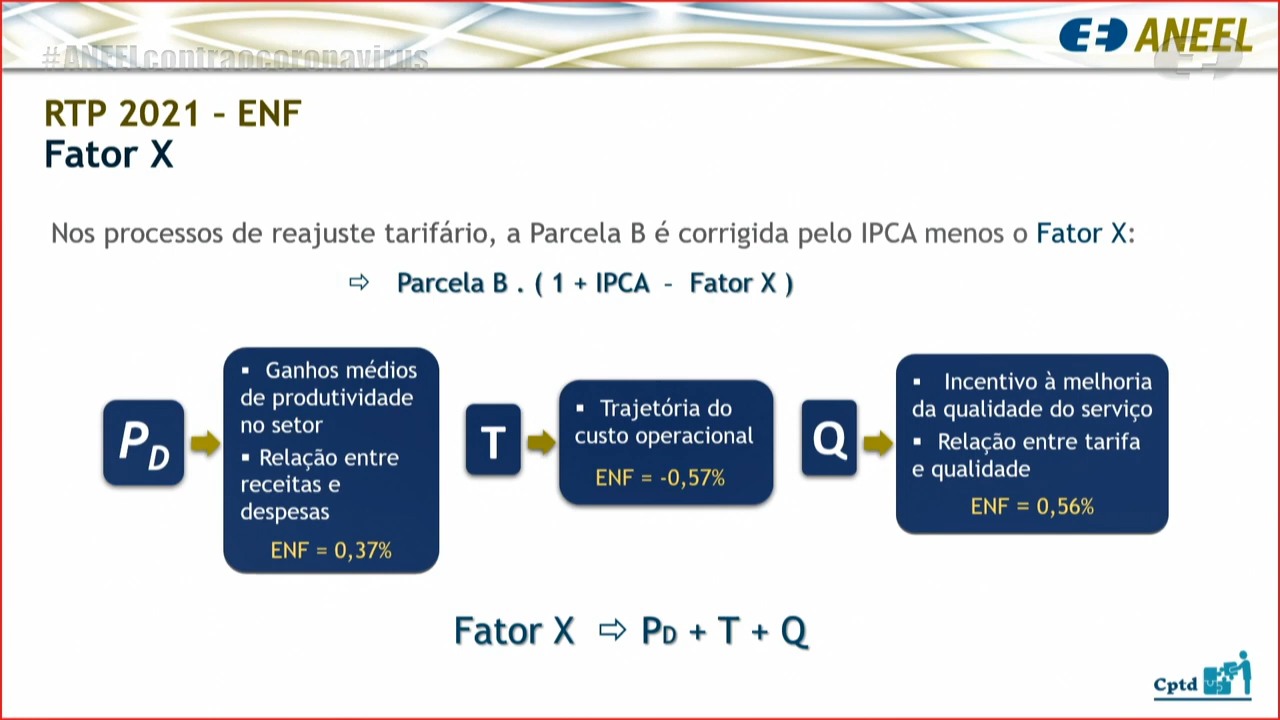 #ANEELcontraocoronavirus
ANEEL
RTP 2021 – ENF
Fator X
Nos processos de reajuste tarifário, a Parcela B é corrigida pelo IPCA menos o Fator X:
⇨ Parcela B . ( 1 + IPCA – Fator X )
PD
▪ Ganhos médios
de produtividade
no setor
▪ Relação entre
receitas e
despesas
ENF = 0,37%
T
▪ Trajetória do
custo operacional
ENF = -0,57%
Q
▪ Incentivo à melhoria
da qualidade do serviço
▪ Relação entre tarifa
e qualidade
ENF = 0,56%
Fator X ⇨ PD + T + Q
Cptd